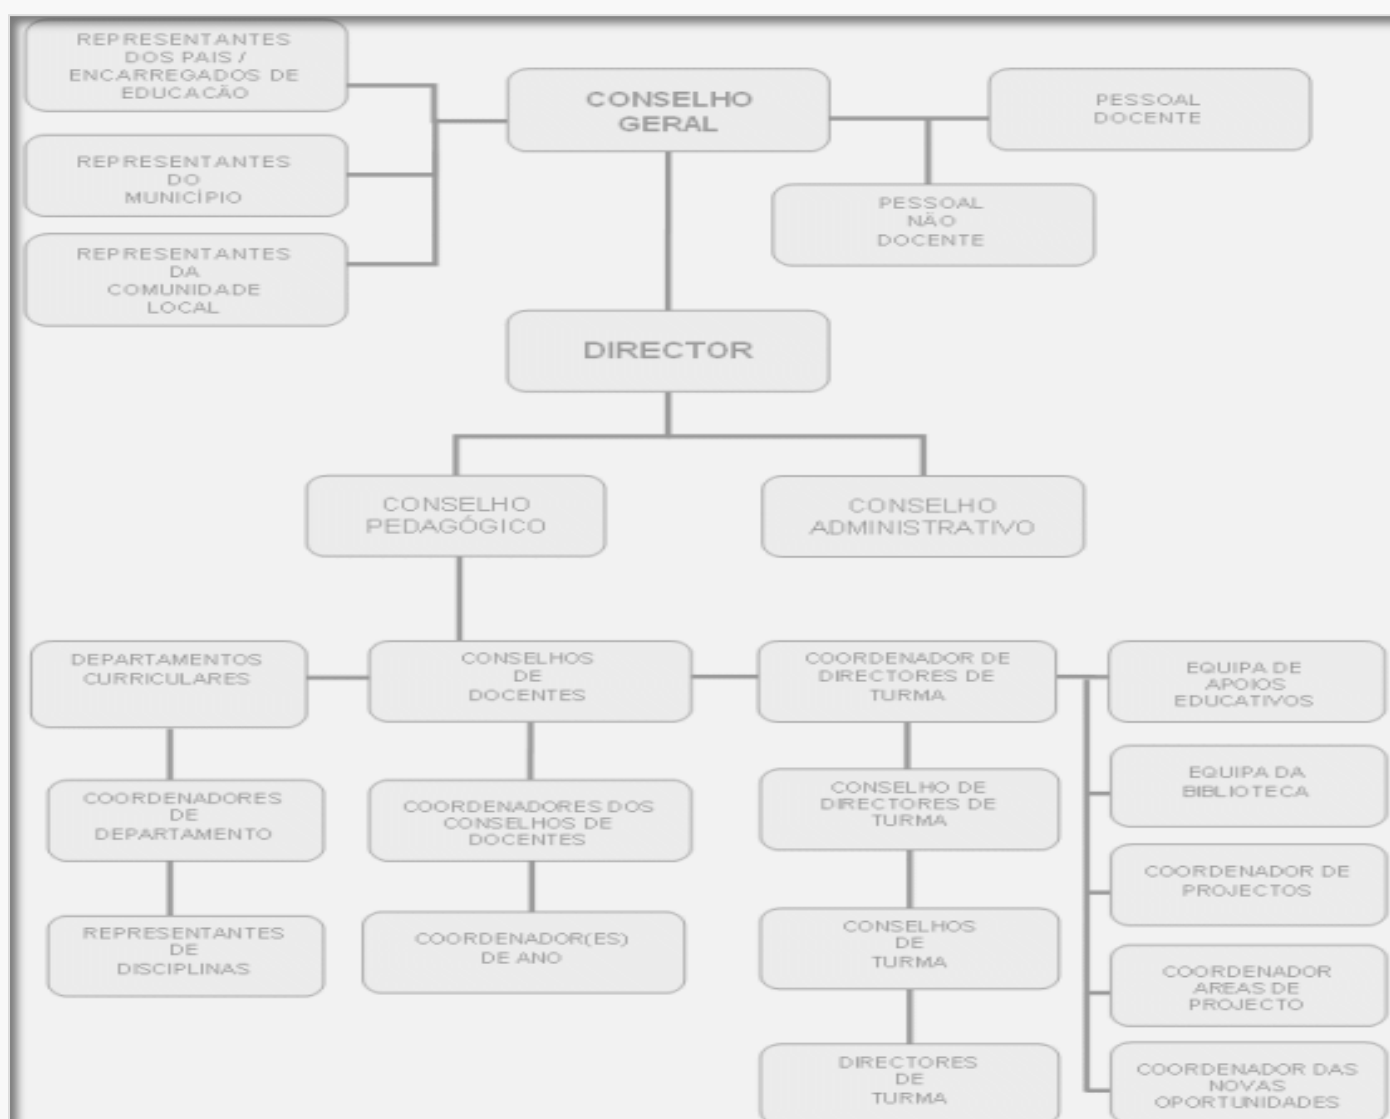 REPRESENTANTES
DOS PAIS /
ENCARREGADOS DE
EDUCACÃO
CONSELHO
GERAL
PESSOAL
DOCENTE
REPRESENTANTES
DO
MUNICÍPIO
PESSOAL
NÃO
DOCENTE
REPRESENTANTES
DA
COMUNIDADE
LOCAL
DIRECTOR
CONSELHO
PEDAGÓGICO
CONSELHO
ADMINISTRATIVO
DEPARTAMENTOS
CURRICULARES
CONSELHOS
DE
DOCENTES
COORDENADOR DE
DIRECTORES DE
TURMA
EQUIPA DE
APOIOS
EDUCATIVOS
COORDENADORES
DE
DEPARTAMENTO
COORDENADORES DOS
CONSELHOS DE
DOCENTES
CONSELHO DE
DIRECTORES DE
TURMA
EQUIPA DA
BIBLIOTECA
COORDENADOR DE
PROJECTOS
REPRESENTANTES
DE
DISCIPLINAS
COORDENADOR(ES)
DE ANO
CONSELHOS
DE
TURMA
COORDENADOR
AREAS DE
PROJECTO
DIRECTORES
DE
TURMA
COORDENADOR DAS
NOVAS
OPORTUNIDADES